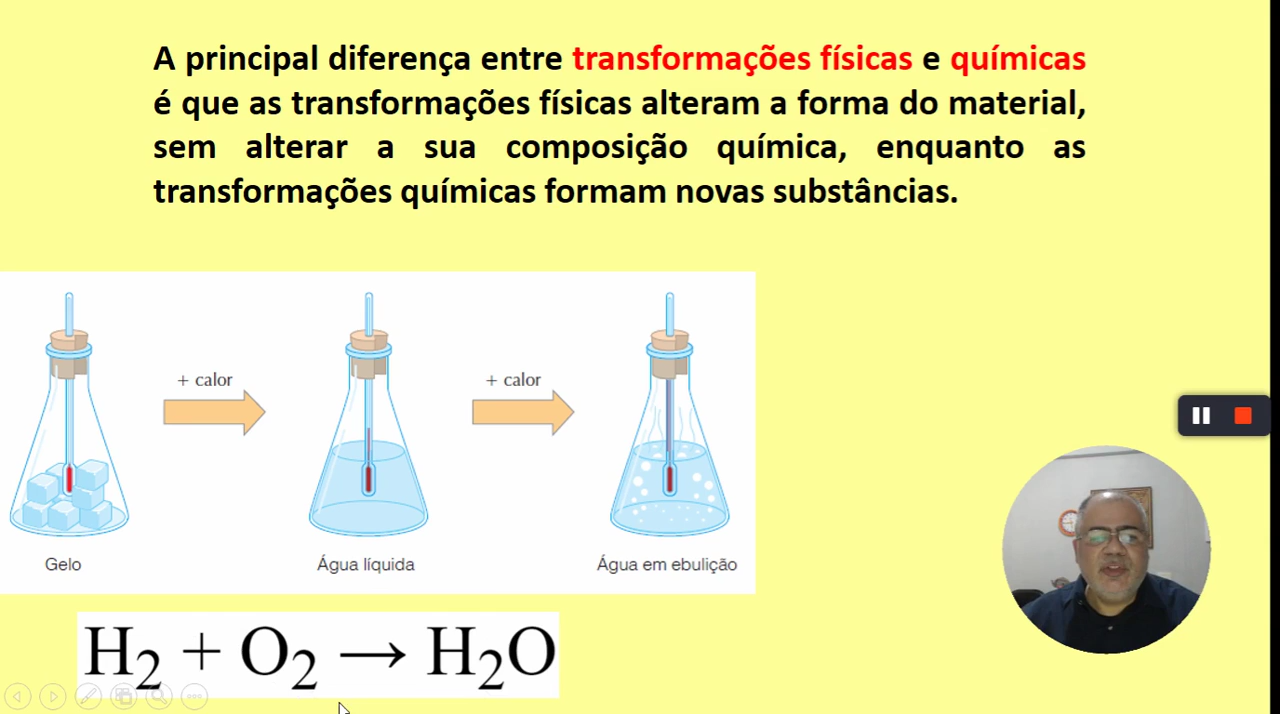 A principal diferença entre transformações físicas e químicas
é que as transformações físicas alteram a forma do material,
sem alterar a sua composição química, enquanto as
transformações químicas formam novas substâncias.
+ calor
+ calor
Gelo
Água líquida
Água em ebulição
H₂ + O₂ → H₂O